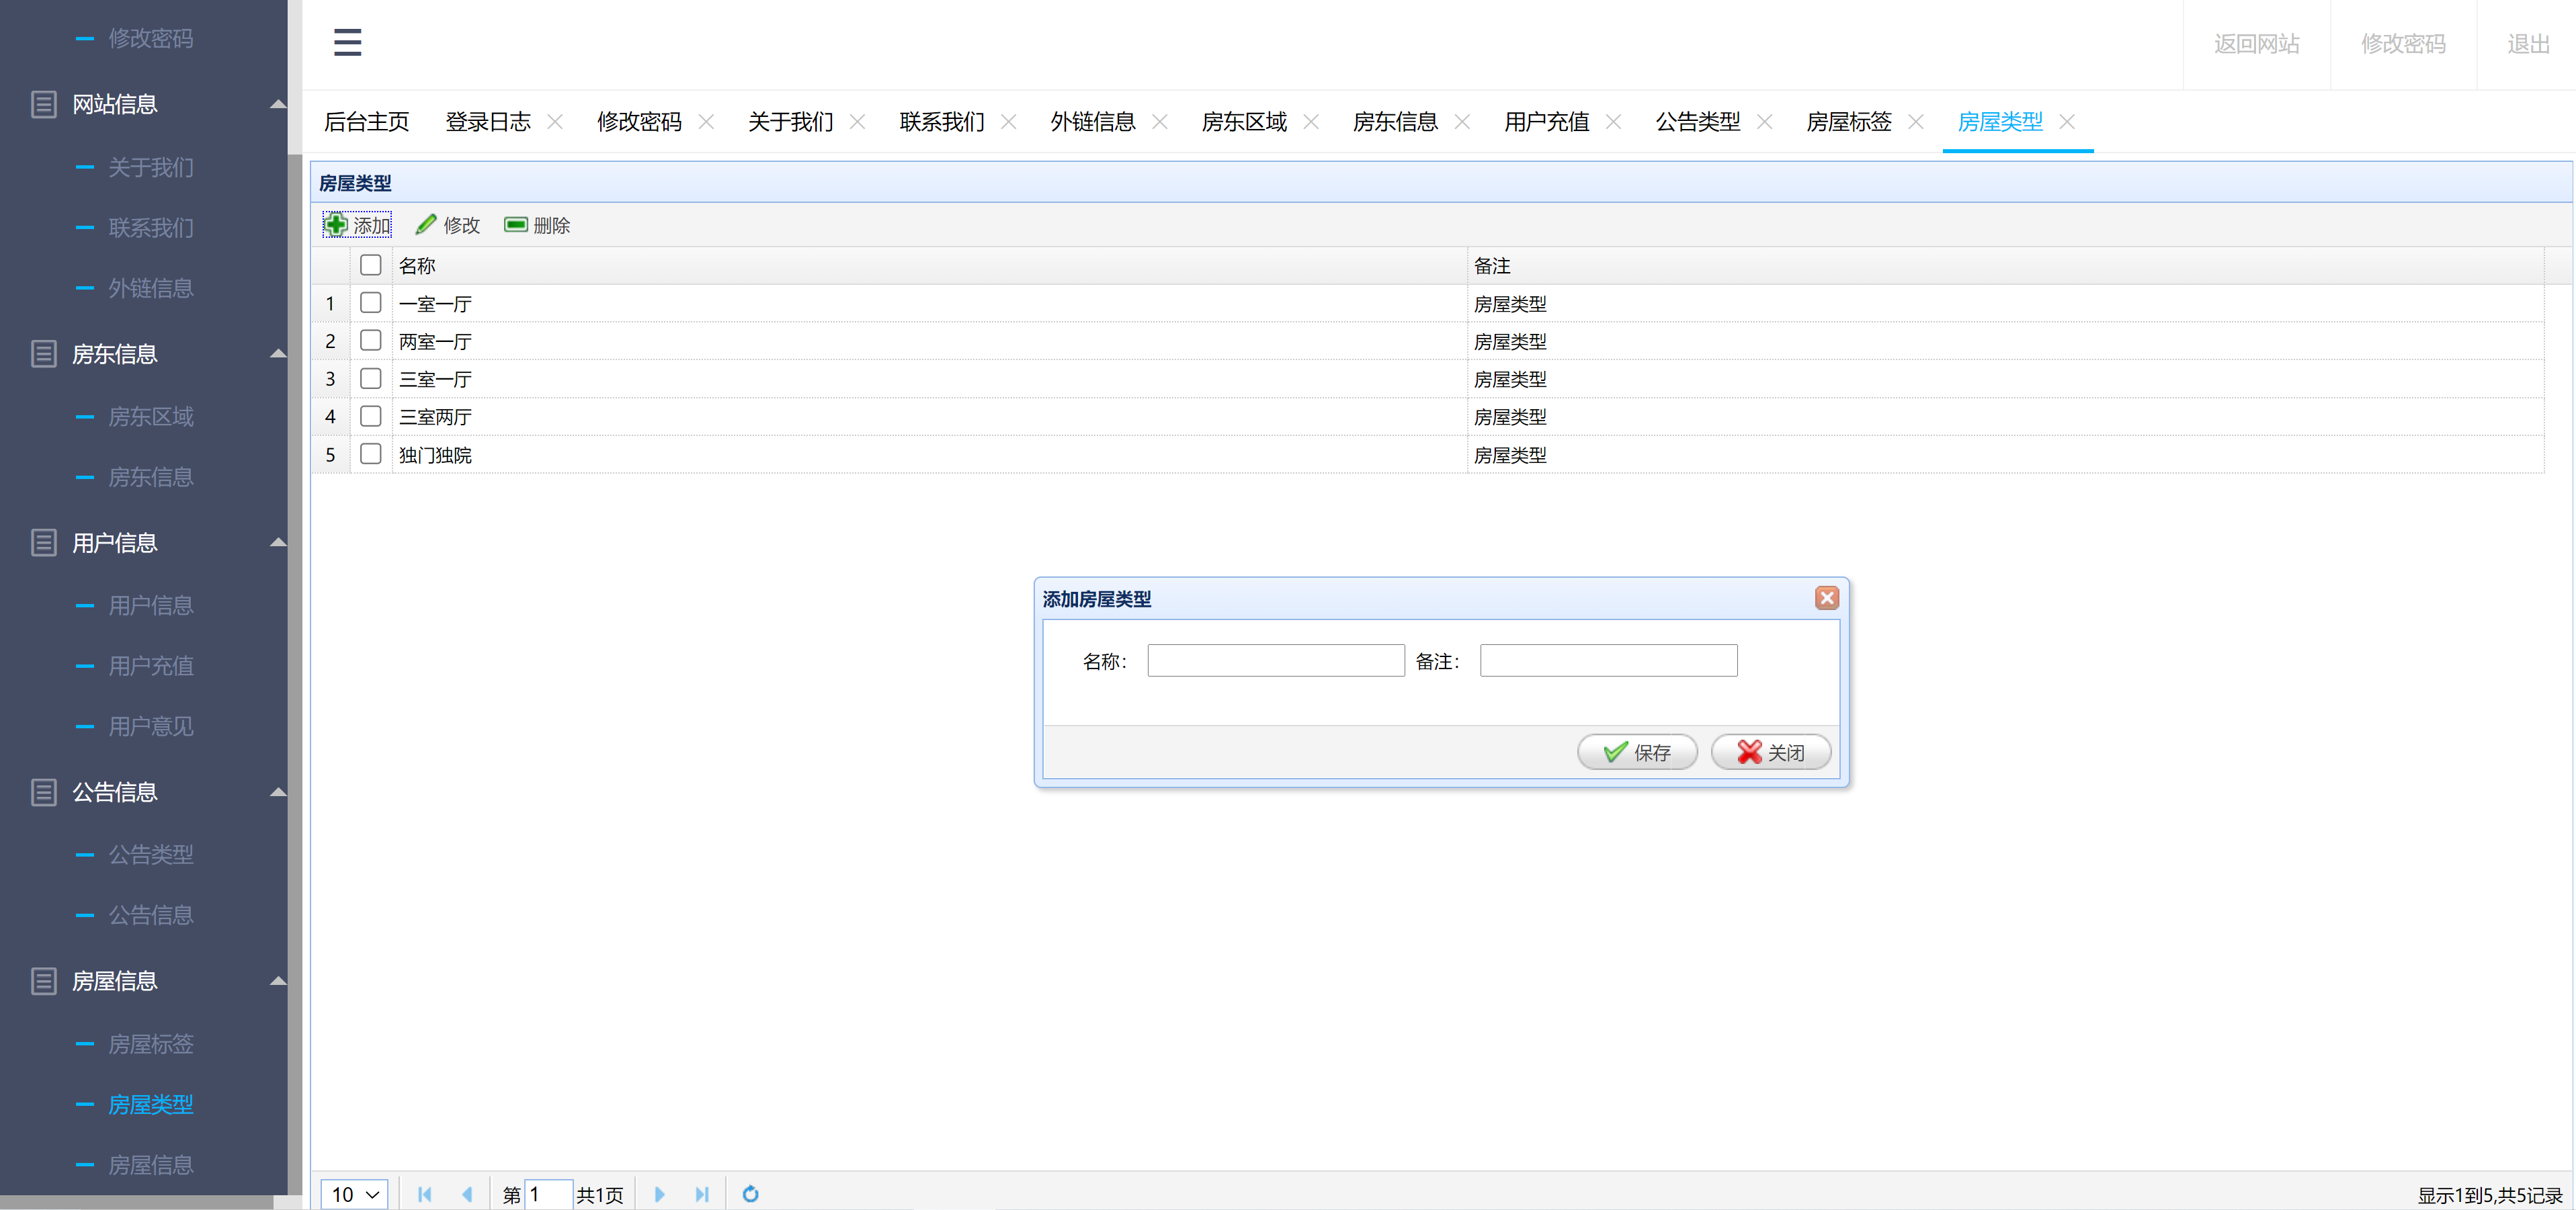 修改密码
网站信息
关于我们
联系我们
外链信息
房东信息
房东区域
房东信息
用户信息
用户信息
用户充值
用户意见
公告信息
公告类型
公告信息
房屋信息
房屋标签
房屋类型
房屋信息
返回网站 修改密码 退出
后台主页 登录日志 修改密码 关于我们 联系我们 外链信息 房东区域 房东信息 用户充值 公告类型 房屋标签 房屋类型
房屋类型
添加 修改 删除
名称 备注
1 一室一厅 房屋类型
2 两室一厅 房屋类型
3 三室一厅 房屋类型
4 三室两厅 房屋类型
5 独门独院 房屋类型
添加房屋类型
名称： 备注：
保存 关闭
10 第 1 共1页 显示1到5,共5记录